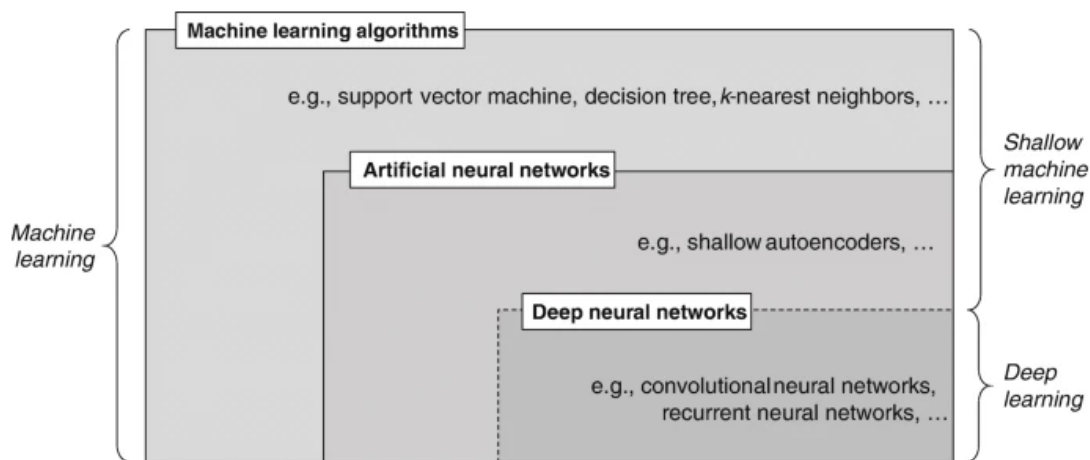 Machine learning algorithms
e.g., support vector machine, decision tree, k-nearest neighbors, …
Shallow
machine
learning
Artificial neural networks
Machine
learning
e.g., shallow autoencoders, …
Deep neural networks
e.g., convolutional neural networks,
recurrent neural networks, …
Deep
learning